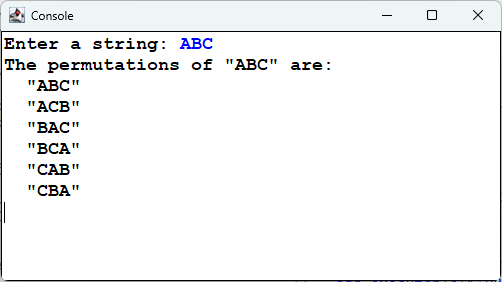 Console
Enter a string: ABC
The permutations of "ABC" are:
  "ABC"
  "ACB"
  "BAC"
  "BCA"
  "CAB"
  "CBA"